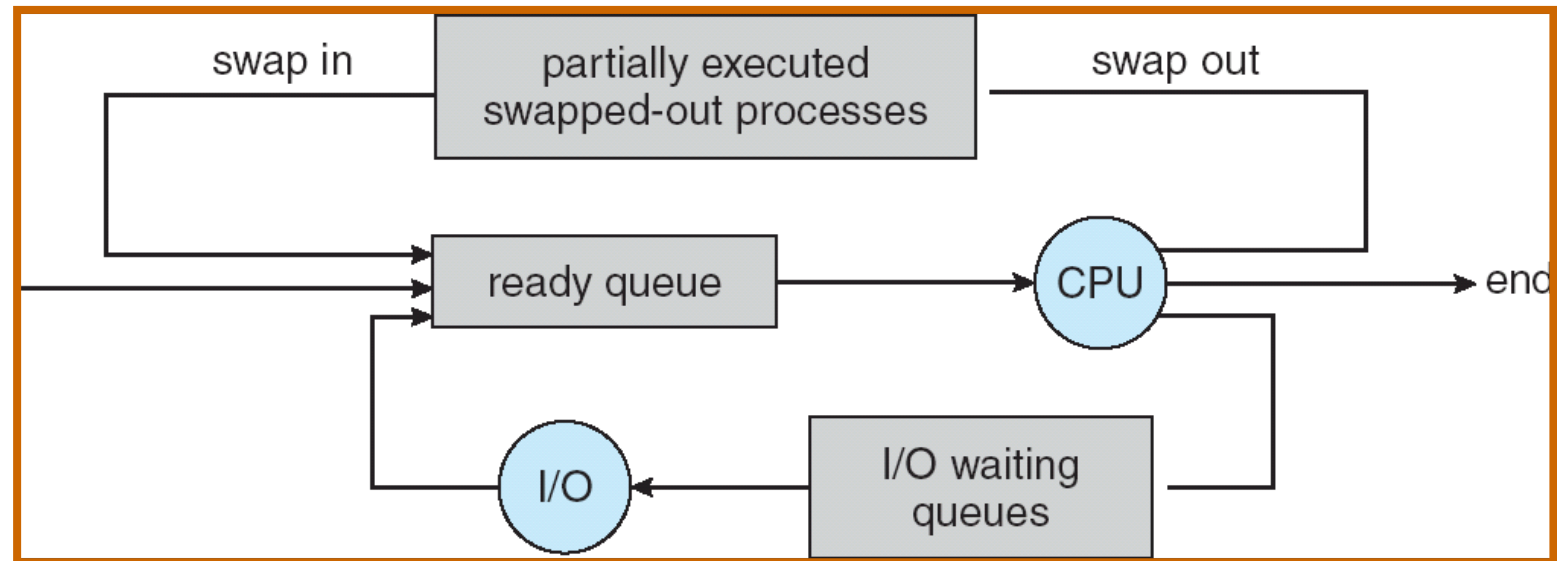 swap in
partially executed
swapped-out processes
swap out
ready queue
CPU
end
I/O
I/O waiting
queues